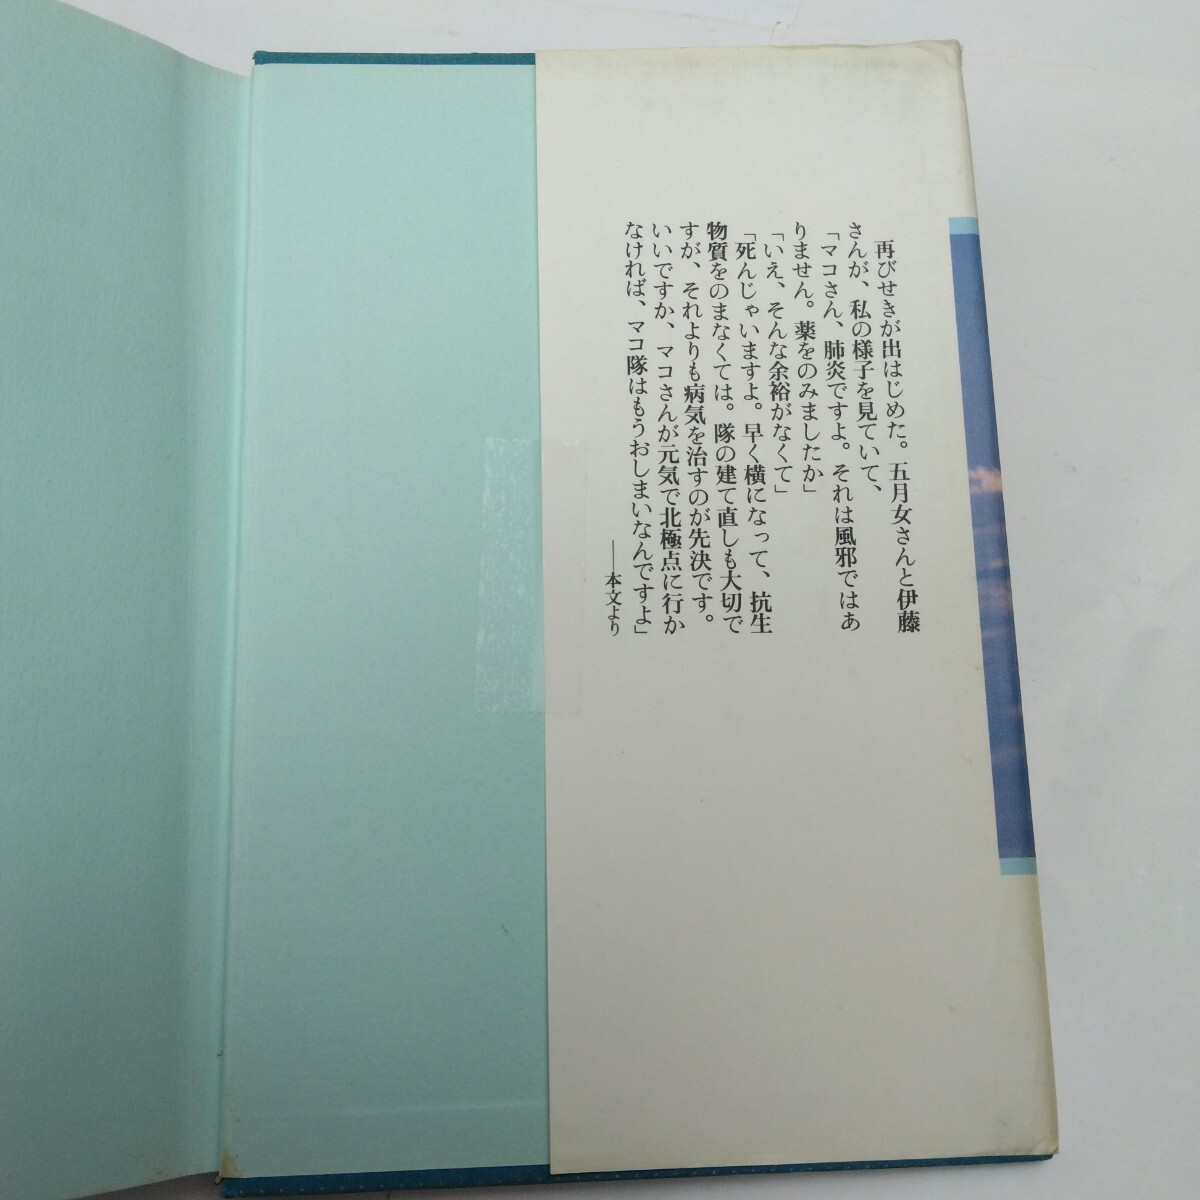 再びせきが出はじめた。五月女さんと伊藤
さんが、私の様子を見ていて、
「マコさん、肺炎ですよ。それは風邪ではあ
りません。薬をのみましたか」
「いえ、そんな余裕がなくて」
「死んじゃいますよ。早く横になって、抗生
物質をのまなくては。隊の建て直しも大切で
すが、それよりも病気を治すのが先決です。
いいですか、マコさんが元気で北極点に行か
なければ、マコ隊はもうおしまいなんですよ」
――本文より